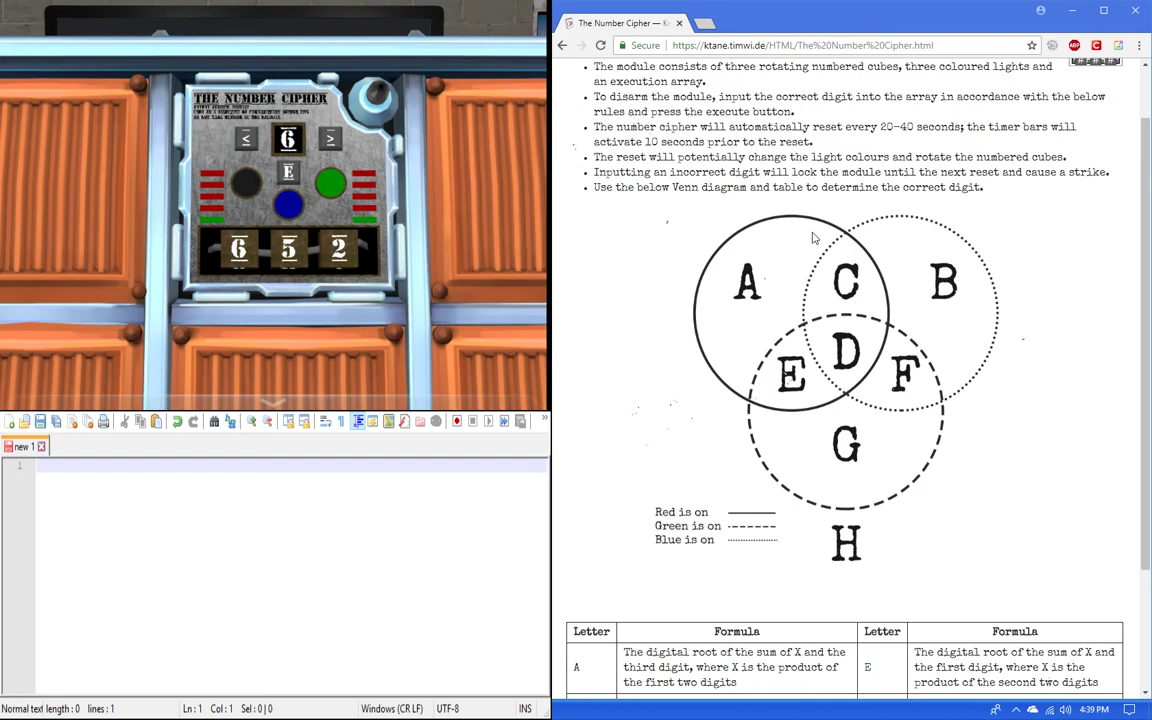 The Number Cipher — Ke
Secure
https://ktane.timwi.de/HTML/The%20Number%20Cipher.html
THE NUMBER CIPHER
< 6 >
E
6 5 2
The module consists of three rotating numbered cubes, three coloured lights and
an execution array.
To disarm the module, input the correct digit into the array in accordance with the below
rules and press the execute button.
The number cipher will automatically reset every 20-40 seconds; the timer bars will
activate 10 seconds prior to the reset.
The reset will potentially change the light colours and rotate the numbered cubes.
Inputting an incorrect digit will lock the module until the next reset and cause a strike.
Use the below Venn diagram and table to determine the correct digit.
A C B
D
E F
G
Red is on
Green is on
Blue is on
H
Letter Formula Letter Formula
A
The digital root of the sum of X and the
third digit, where X is the product of
the first two digits
E
The digital root of the sum of X and
the first digit, where X is the
product of the second two digits
new 1
1
Normal text length : 0 lines : 1 Ln : 1 Col : 1 Sel : 0 | 0 Windows (CR LF) UTF-8 INS
4:39 PM